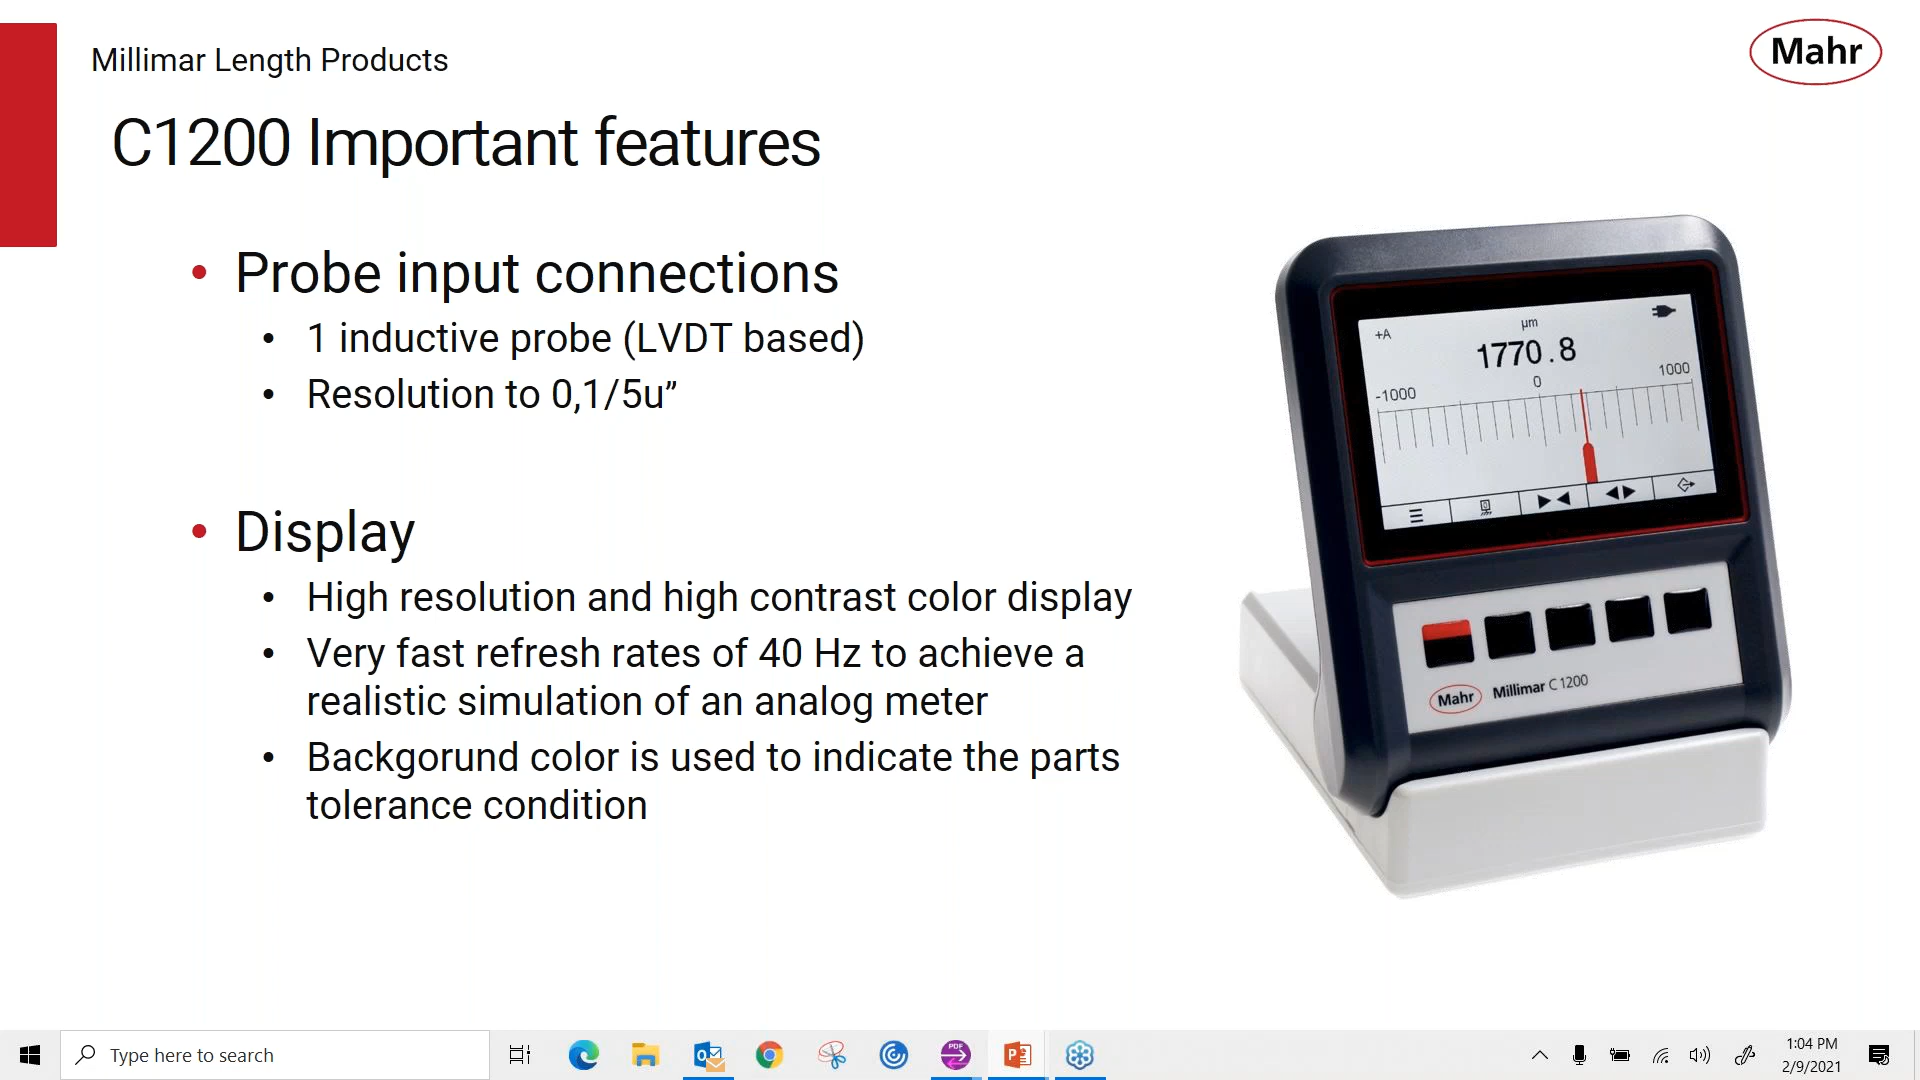 Millimar Length Products
Mahr
C1200 Important features
• Probe input connections
• 1 inductive probe (LVDT based)
• Resolution to 0,1/5u”
• Display
• High resolution and high contrast color display
• Very fast refresh rates of 40 Hz to achieve a
realistic simulation of an analog meter
• Backgorund color is used to indicate the parts
tolerance condition
+A
µm
1770.8
-1000
0
1000
Mahr Millimar C 1200
Type here to search
PDF
1:04 PM
2/9/2021